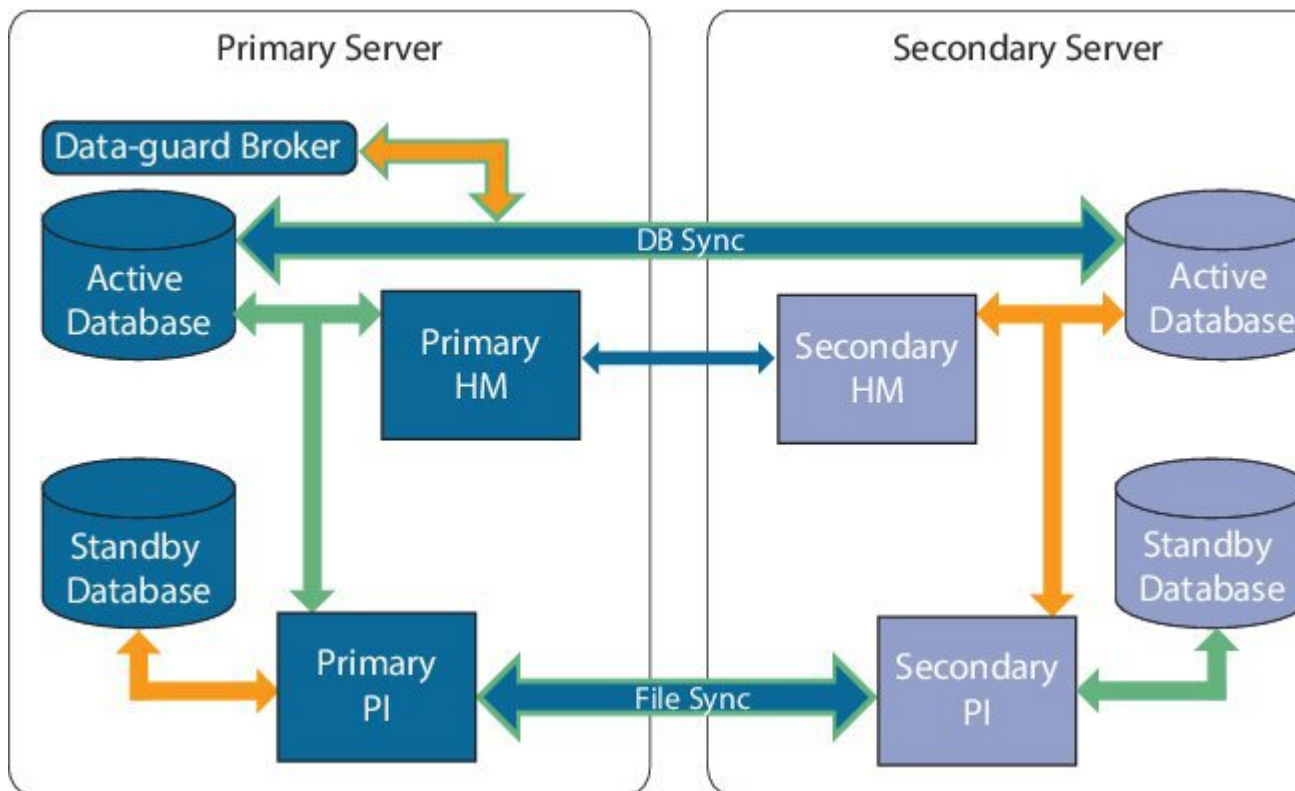 Primary Server
Secondary Server
Data-guard Broker
DB Sync
Active
Database
Primary
HM
Secondary
HM
Active
Database
Standby
Database
Primary
PI
File Sync
Secondary
PI
Standby
Database